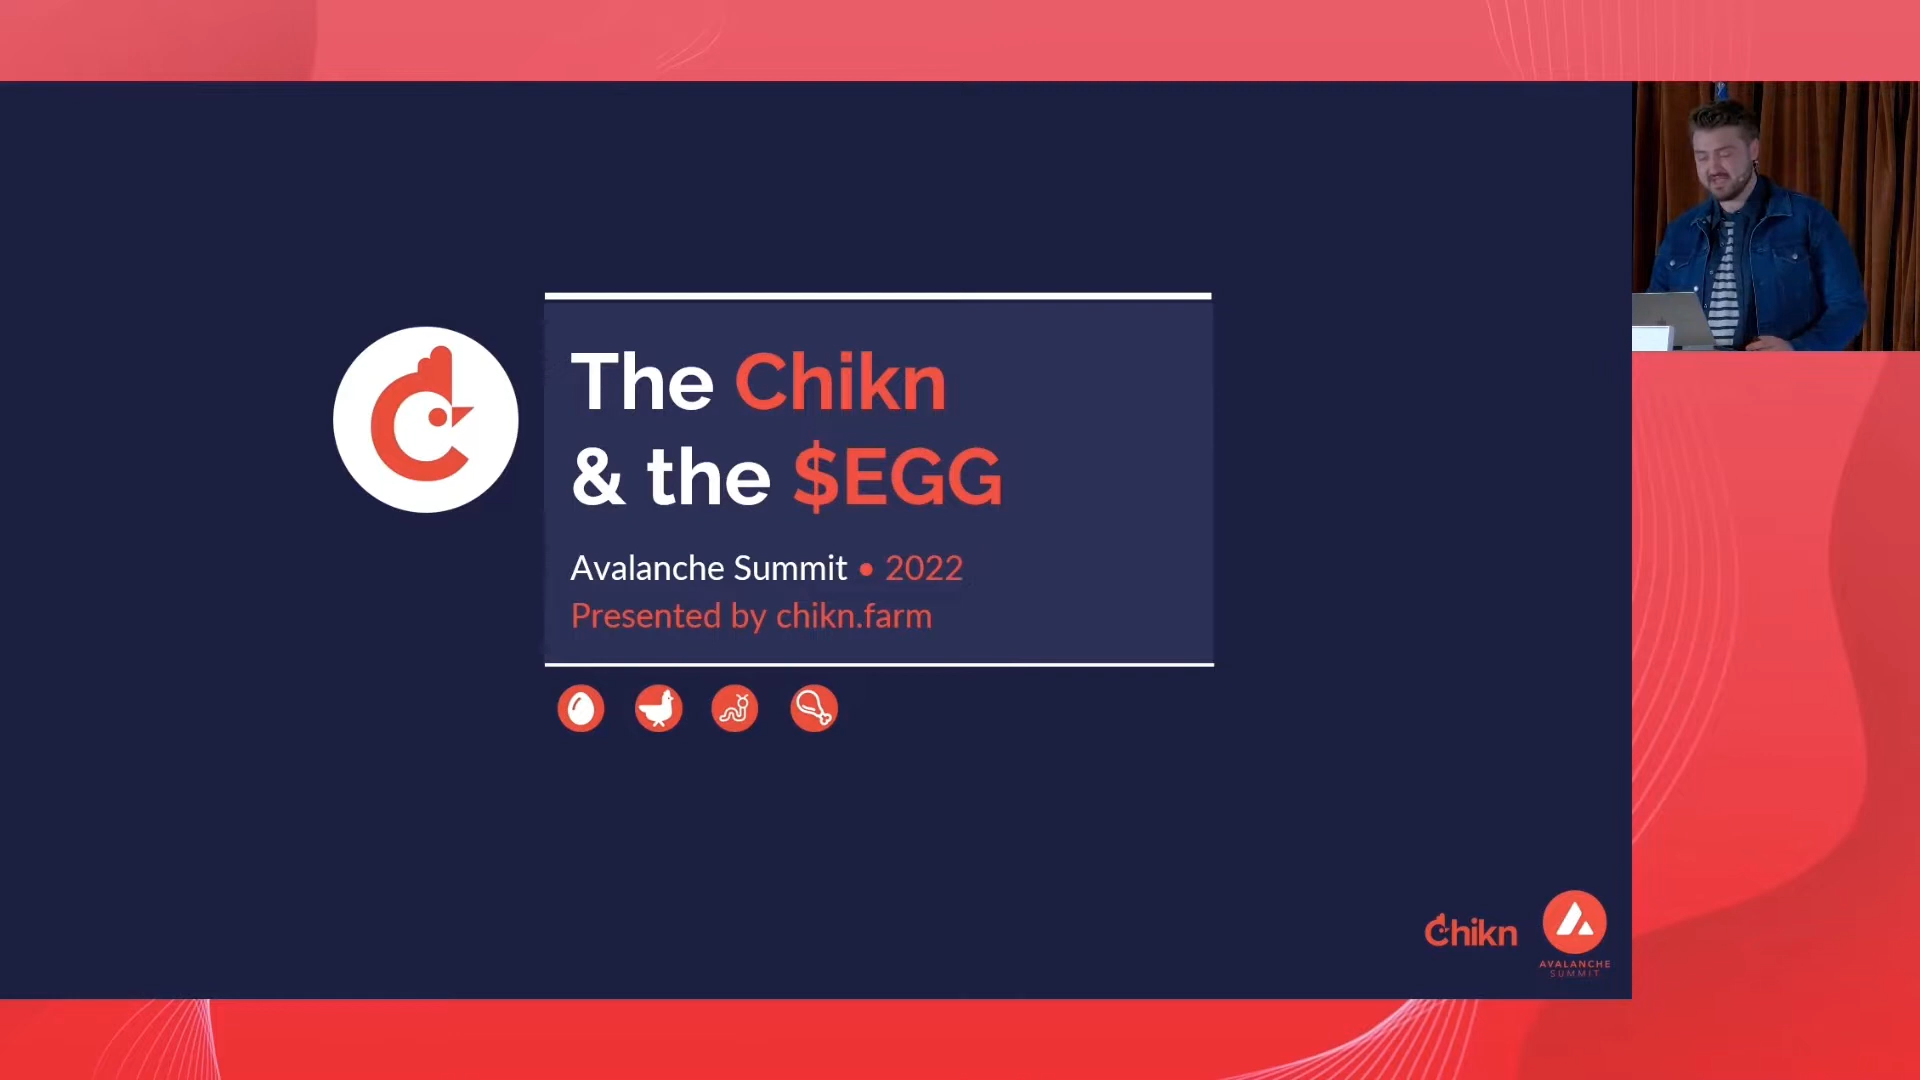 The Chikn
& the $EGG
Avalanche Summit • 2022
Presented by chikn.farm
Chikn
AVALANCHE
SUMMIT